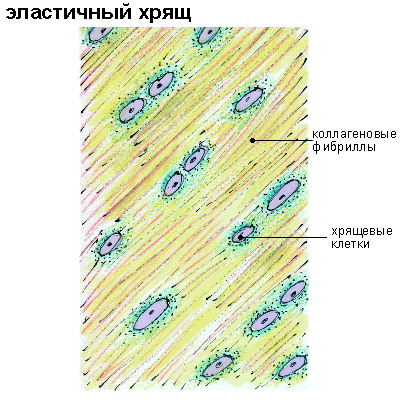 эластичный хрящ
коллагеновые
фибриллы
хрящевые
клетки